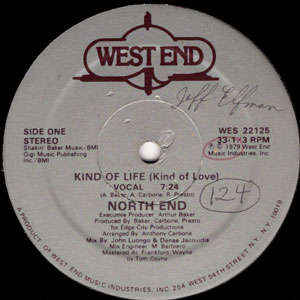 WEST END
Jeff Elfman
SIDE ONE
STEREO
Shakin' Baker Music/BMI
Gigi Music Publishing
Inc/BMI
WES 22125
33-1/3 RPM
℗ © 1979 West End
Music Industries, Inc.
KIND OF LIFE (Kind of Love)
VOCAL 7:24
(A. Baker, A. Carbone, R. Presto)
NORTH END
Executive Producer: Arthur Baker
Produced by: Baker, Carbone, Presto
for Edge City Productions
Arranged by: Anthony Carbone
Mix By: John Luongo & Danae Jacovidis
Mix Engineer M. Barbiero
Mastered At Frankford, Wayne
by Tom Coyne
124
A PRODUCT OF WEST END MUSIC INDUSTRIES, INC. 254 WEST 54TH STREET, N.Y., N.Y. 10019